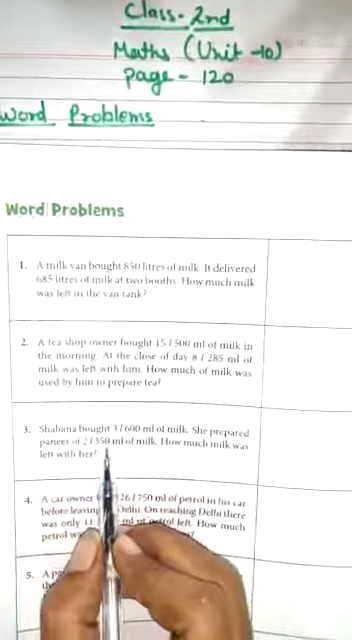 Class-2nd
Maths (Unit-10)
Page - 120
Word Problems
Word Problems
1. A milk van bought 850 litres of milk. It delivered
685 litres of milk at two booths. How much milk
was left in the van tank?
2. A tea shop owner bought 15 l 500 ml of milk in
the morning. At the close of day 8 l 285 ml of
milk was left with him. How much of milk was
used by him to prepare tea?
3. Shabana bought 3 l 600 ml of milk. She prepared
paneer of 2 l 350 ml of milk. How much milk was
left with her?
4. A car owner 26 l 750 ml of petrol in his car
before leaving Delhi. On reaching Delhi there
was only ml of petrol left. How much
petrol
5. A